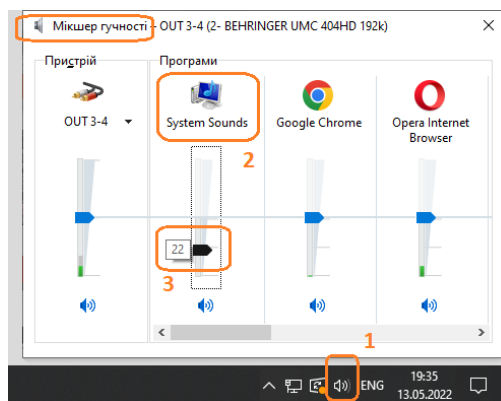 Мікшер гучності - OUT 3-4 (2- BEHRINGER UMC 404HD 192k)
Пристрій
Програми
OUT 3-4
System Sounds
Google Chrome
Opera Internet
Browser
2
22
3
1
ENG
19:35
13.05.2022